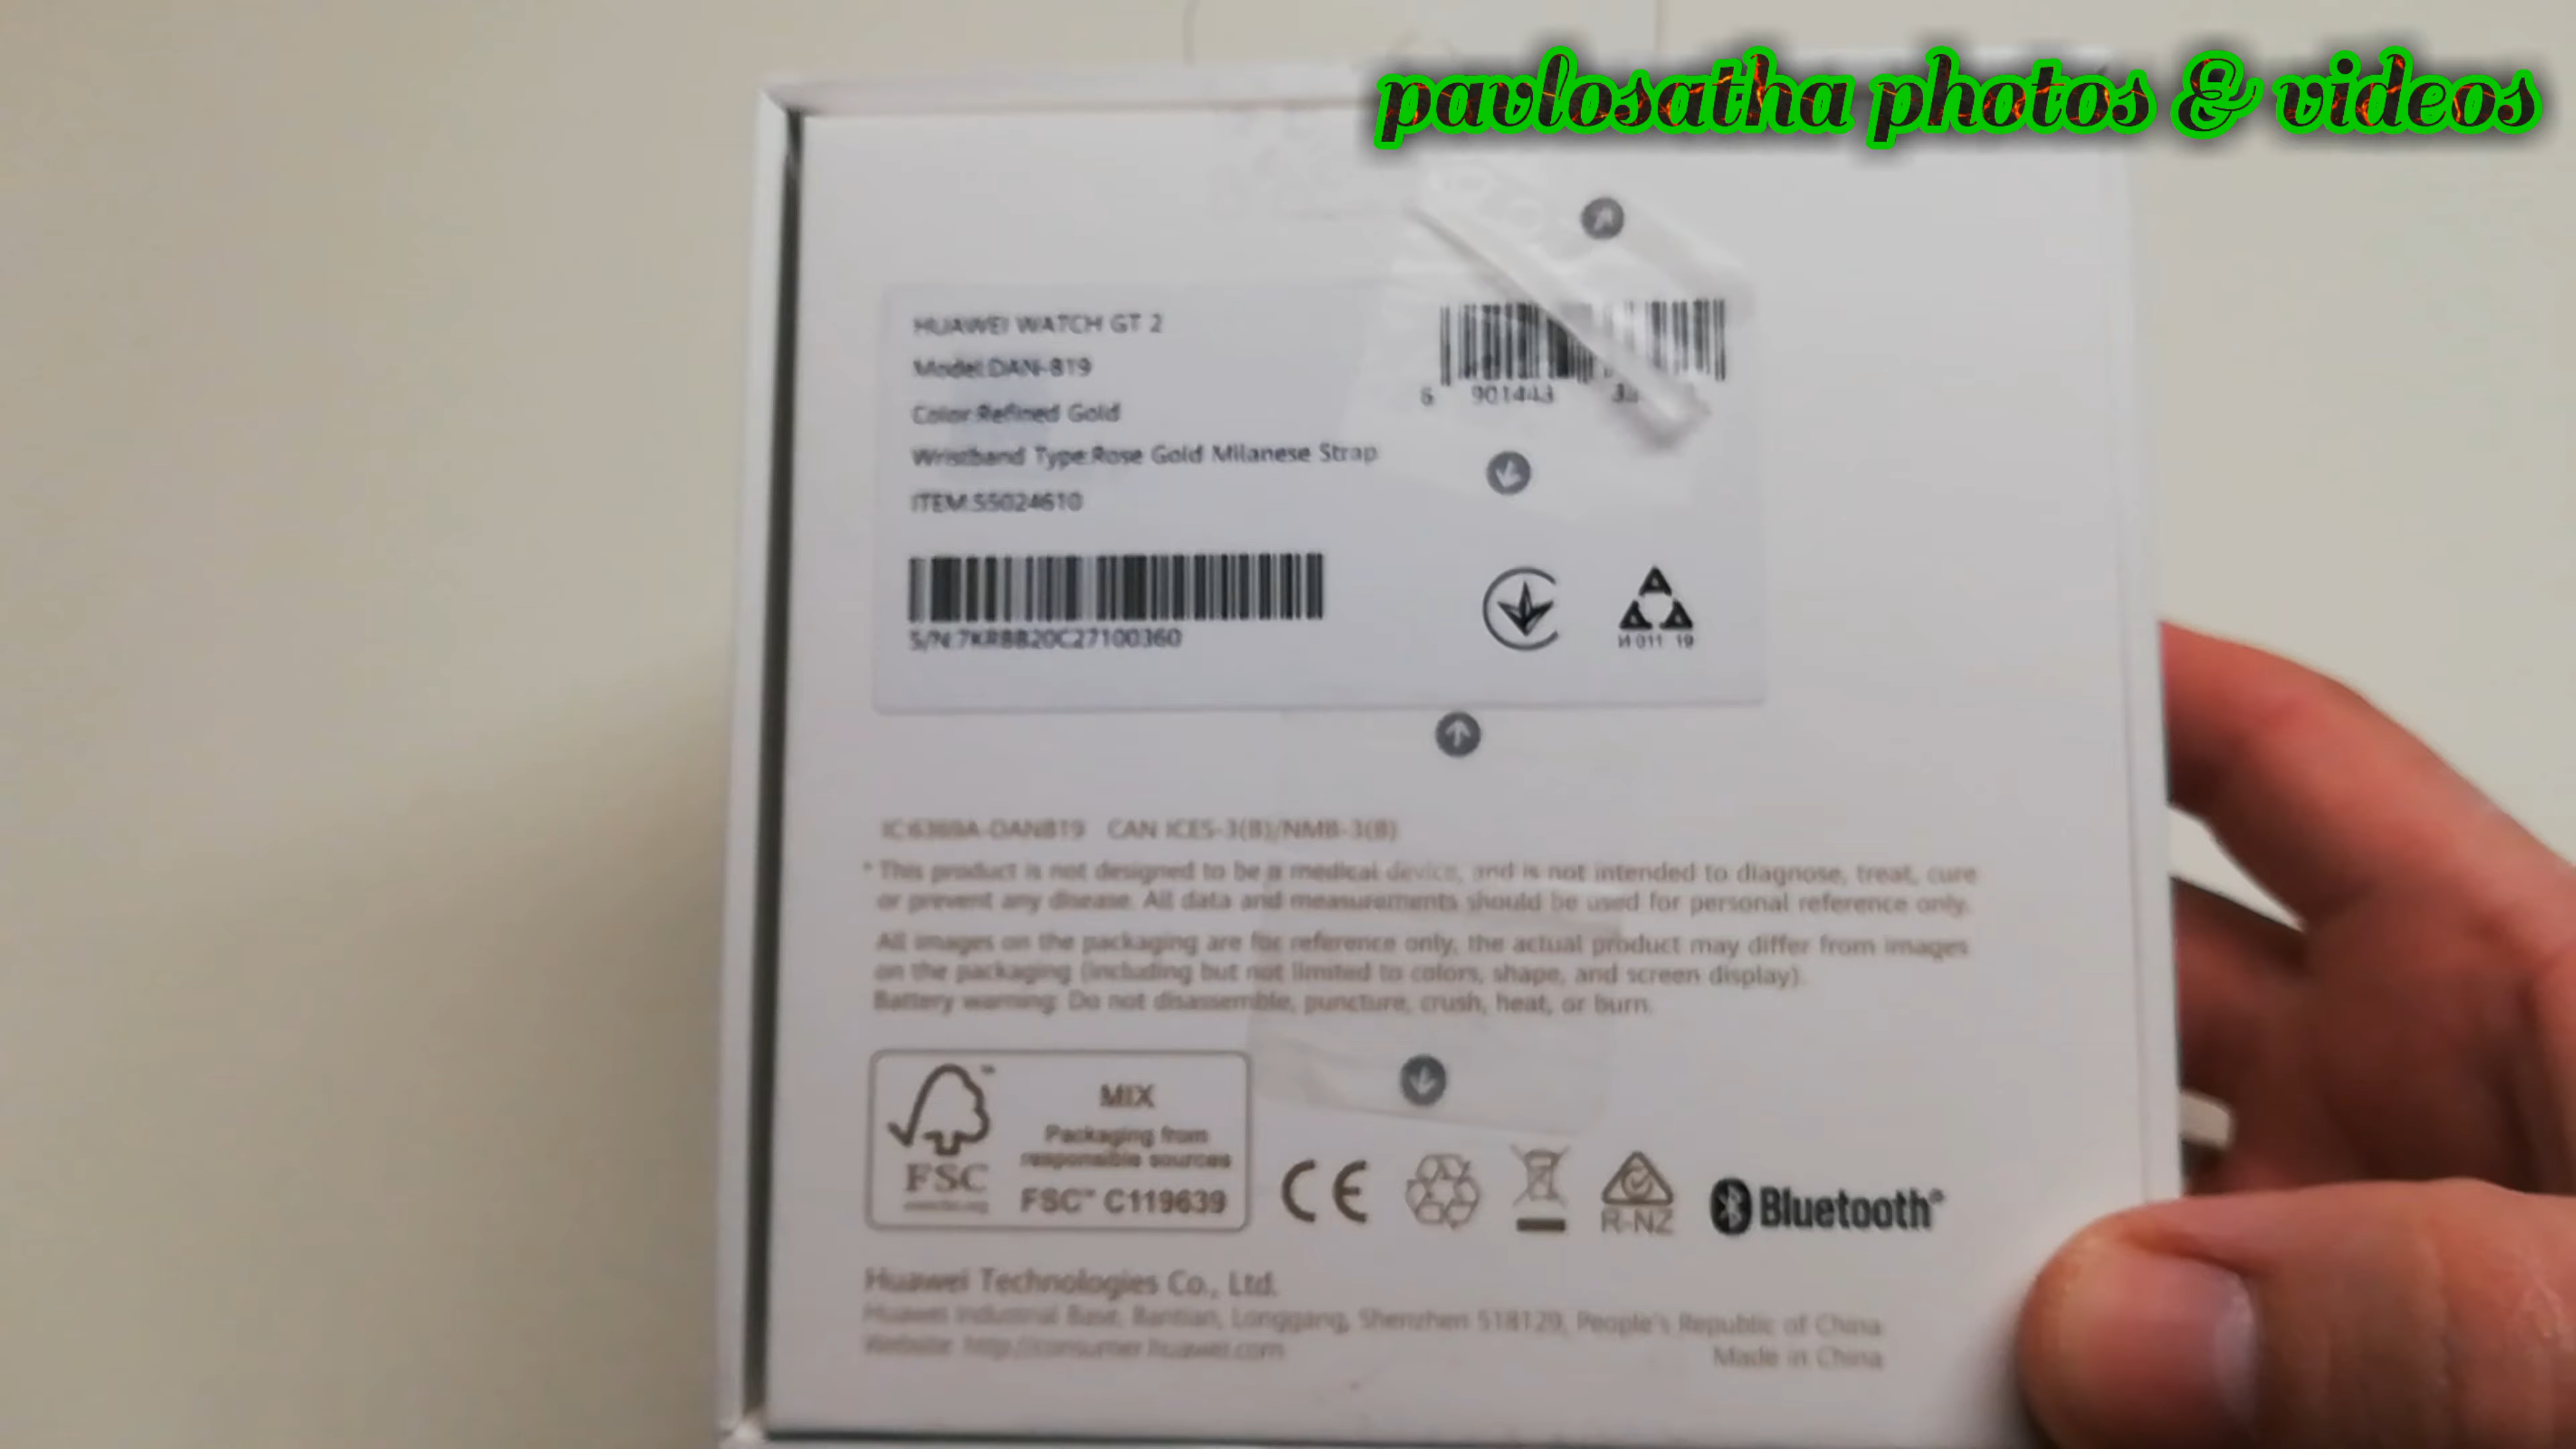 pavlosatha photos & videos
HUAWEI WATCH GT 2
Model:DAN-B19
Color:Refined Gold
Wristband Type:Rose Gold Milanese Strap
ITEM:55024610
6 901443
S/N:7KRBB20C27100360
И 011 19
IC:6369A-DANB19 CAN ICES-3(B)/NMB-3(B)
* This product is not designed to be a medical device, and is not intended to diagnose, treat, cure
or prevent any disease. All data and measurements should be used for personal reference only.
All images on the packaging are for reference only, the actual product may differ from images
on the packaging (including but not limited to colors, shape, and screen display).
Battery warning: Do not disassemble, puncture, crush, heat, or burn.
FSC
MIX
Packaging from
responsible sources
FSC™ C119639
CE
R-NZ
Bluetooth®
Huawei Technologies Co., Ltd.
Huawei Industrial Base, Bantian, Longgang, Shenzhen 518129, People's Republic of China
Website: http://consumer.huawei.com
Made in China